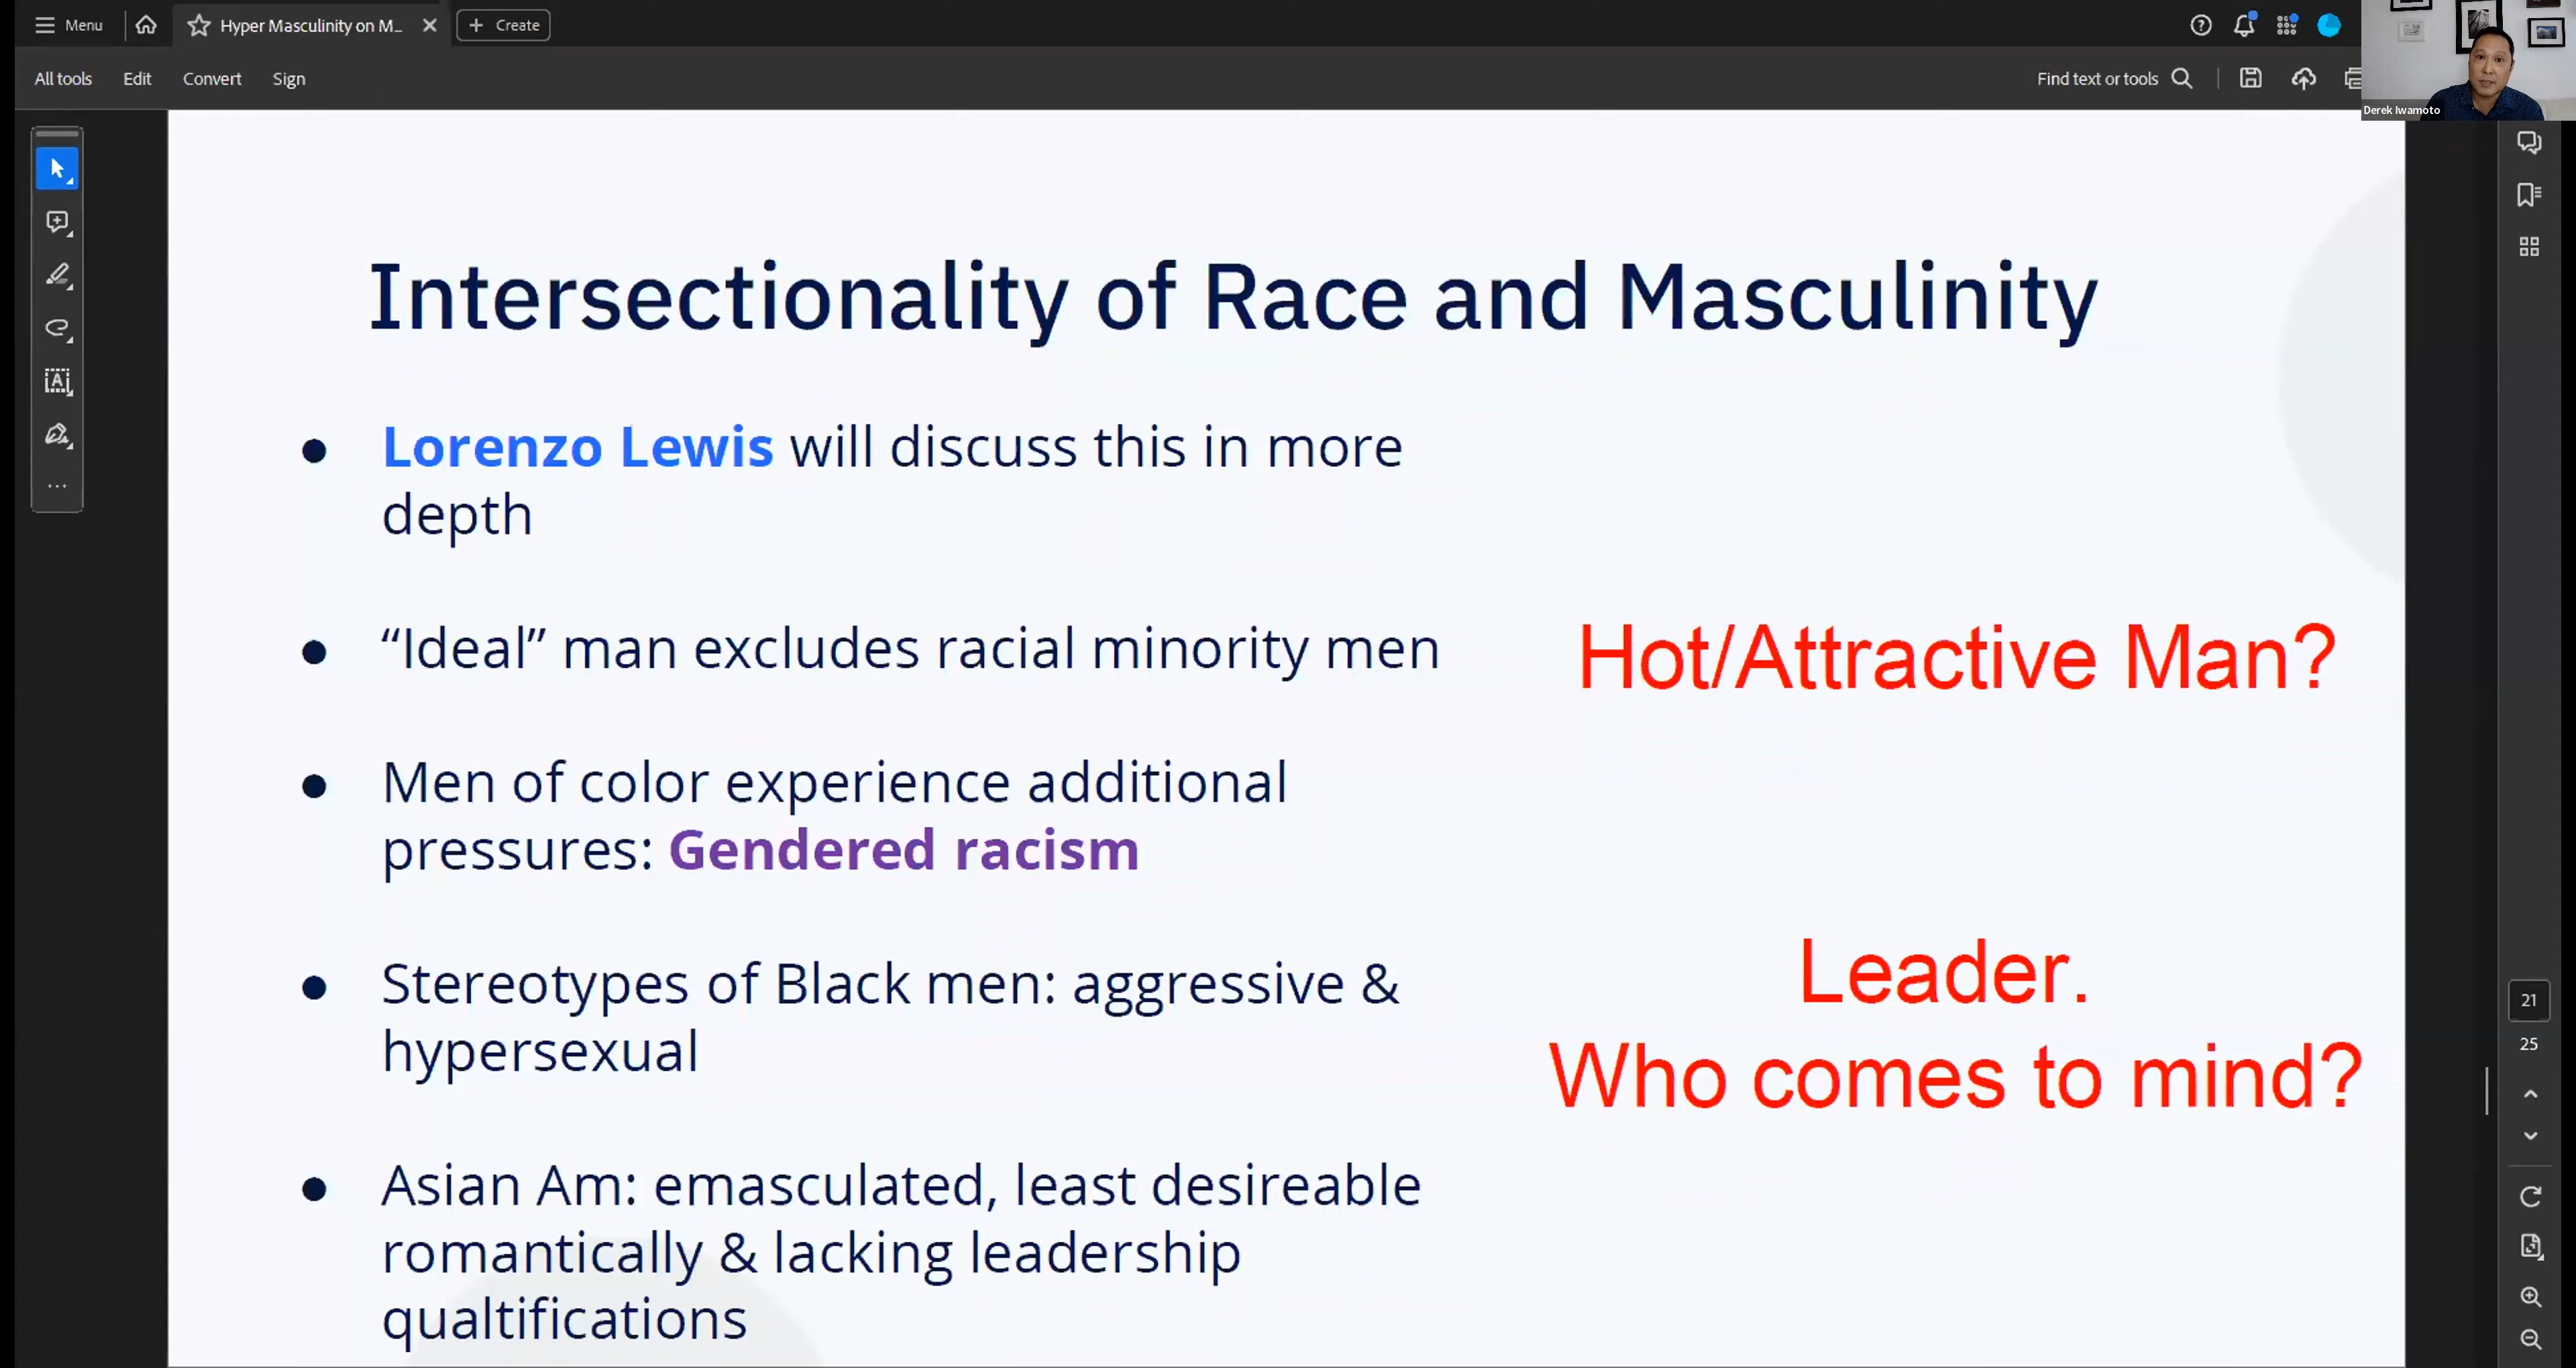 Menu
Hyper Masculinity on M...
Create
All tools
Edit
Convert
Sign
Find text or tools
Derek Iwamoto
Intersectionality of Race and Masculinity
Lorenzo Lewis will discuss this in more
depth
“Ideal” man excludes racial minority men
Men of color experience additional
pressures: Gendered racism
Stereotypes of Black men: aggressive &
hypersexual
Asian Am: emasculated, least desireable
romantically & lacking leadership
qualtifications
Hot/Attractive Man?
Leader.
Who comes to mind?
21
25